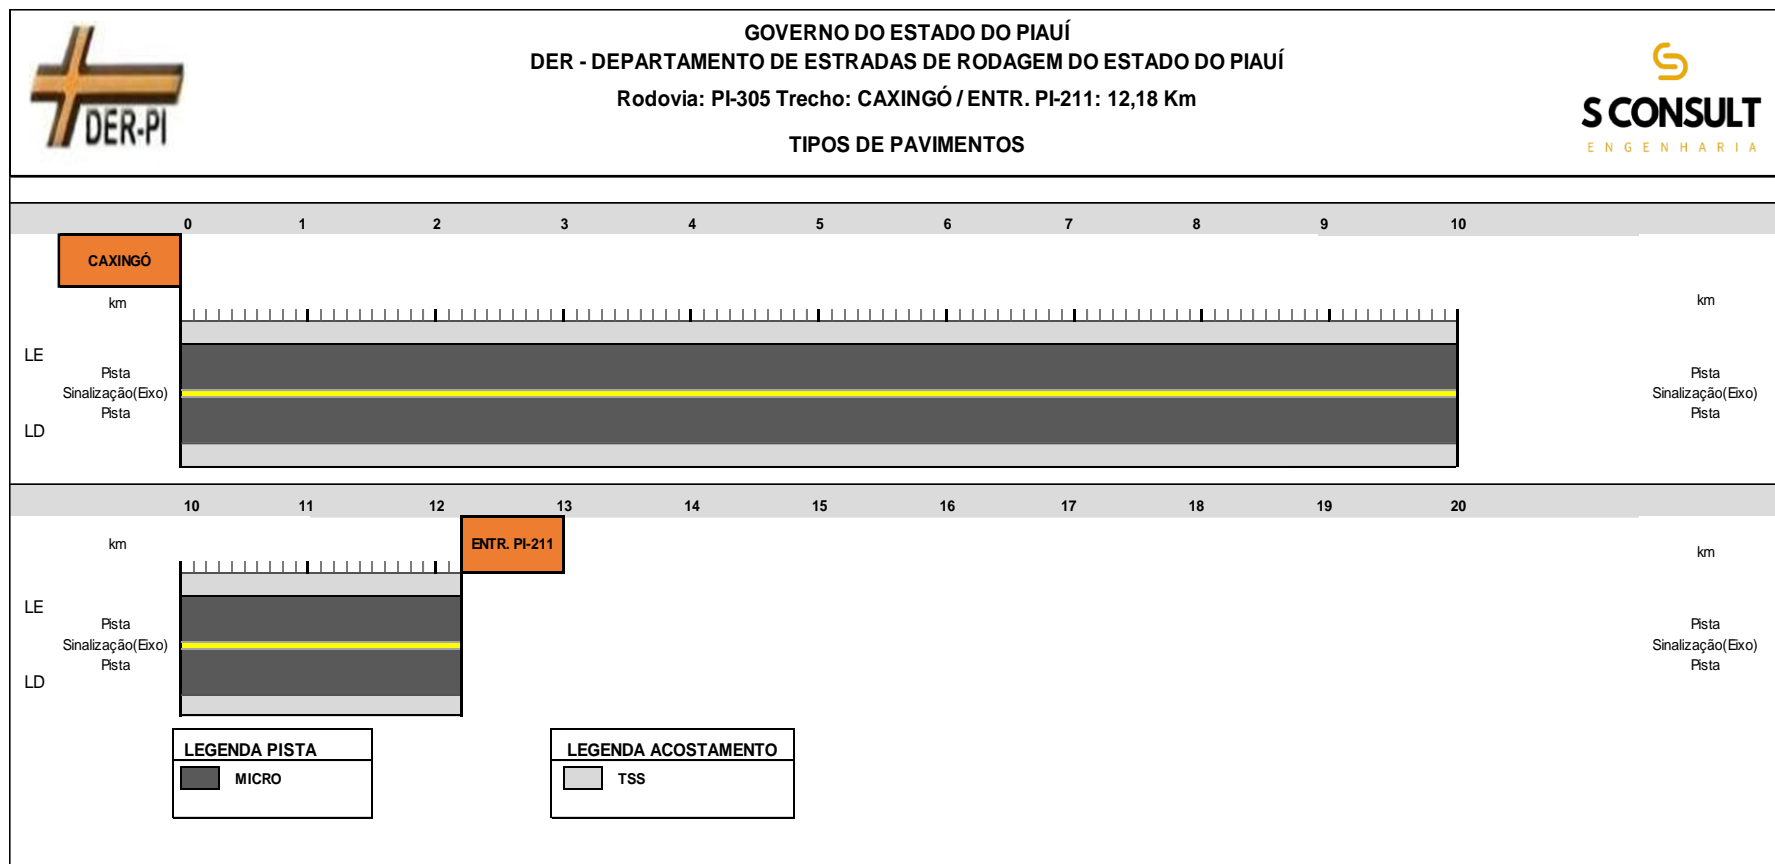 GOVERNO DO ESTADO DO PIAUÍ
DER - DEPARTAMENTO DE ESTRADAS DE RODAGEM DO ESTADO DO PIAUÍ
Rodovia: PI-305 Trecho: CAXINGÓ / ENTR. PI-211: 12,18 Km
TIPOS DE PAVIMENTOS
DER-PI
S CONSULT
ENGENHARIA
0 1 2 3 4 5 6 7 8 9 10
CAXINGÓ
km km
LE
Pista Pista
Sinalização(Eixo) Sinalização(Eixo)
Pista Pista
LD
10 11 12 13 14 15 16 17 18 19 20
km ENTR. PI-211 km
LE
Pista Pista
Sinalização(Eixo) Sinalização(Eixo)
Pista Pista
LD
LEGENDA PISTA
MICRO
LEGENDA ACOSTAMENTO
TSS